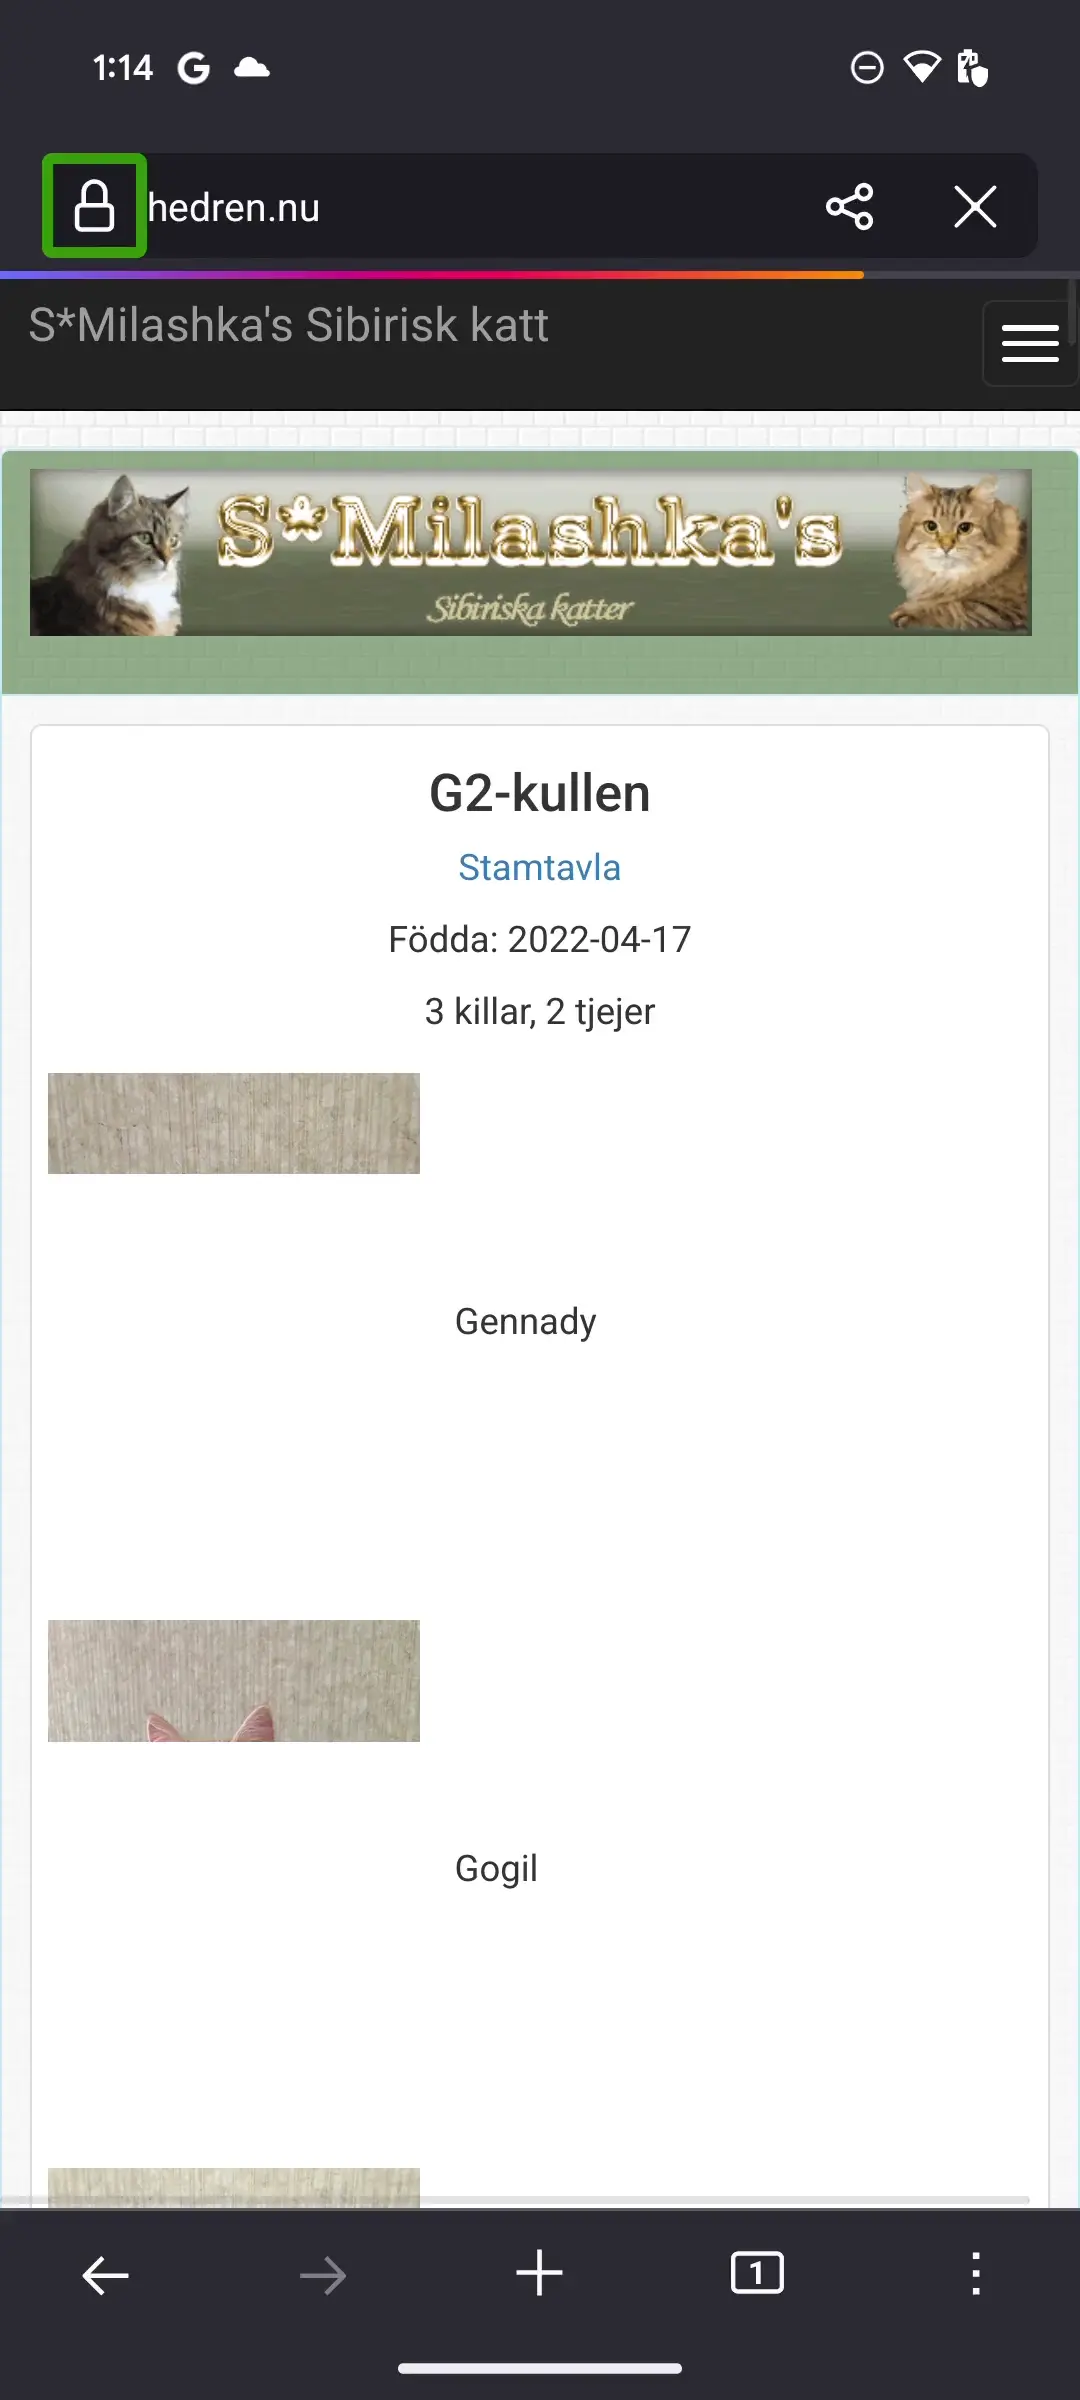 1:14
hedren.nu
S*Milashka's Sibirisk katt
S*Milashka's
Sibiriska katter
G2-kullen
Stamtavla
Födda: 2022-04-17
3 killar, 2 tjejer
Gennady
Gogil
1